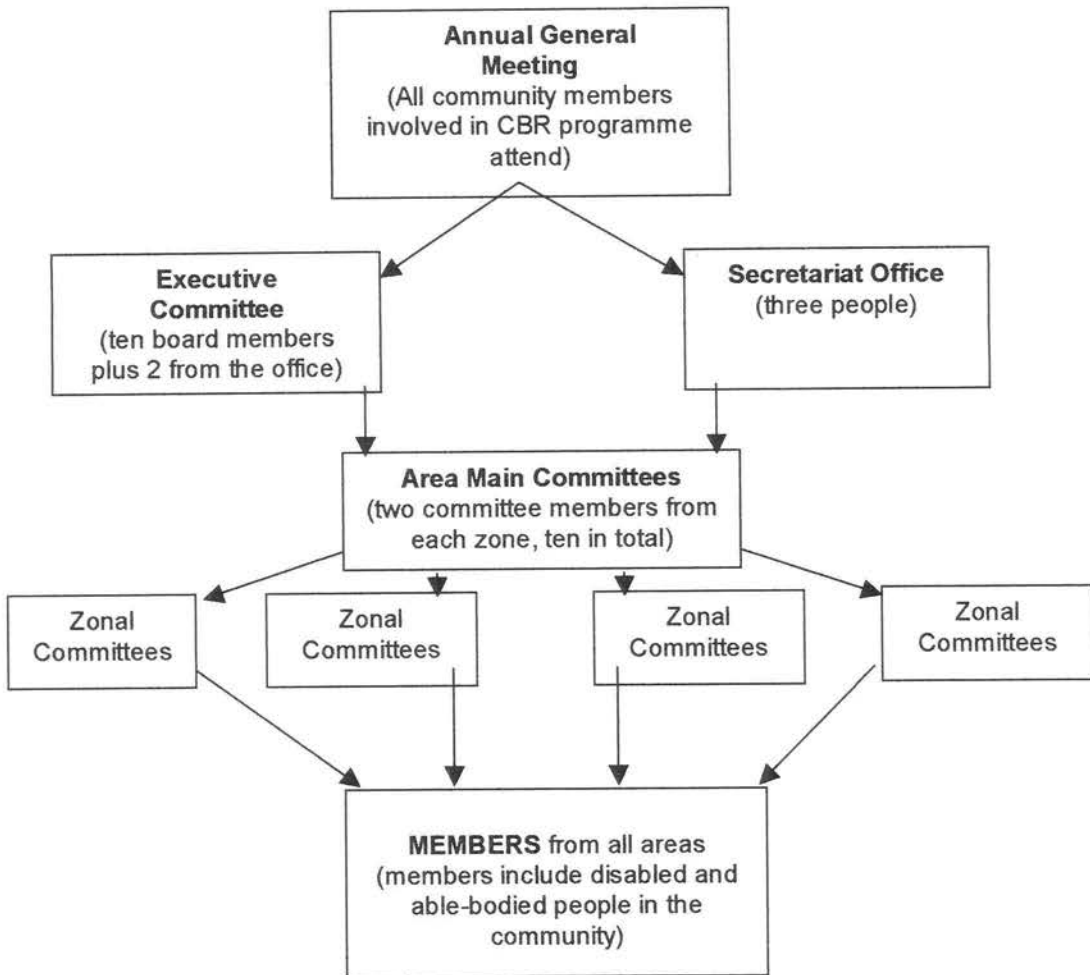 Annual General
Meeting
(All community members
involved in CBR programme
attend)
Executive
Committee
(ten board members
plus 2 from the office)
Secretariat Office
(three people)
Area Main Committees
(two committee members from
each zone, ten in total)
Zonal
Committees
Zonal
Committees
Zonal
Committees
Zonal
Committees
MEMBERS from all areas
(members include disabled and
able-bodied people in the
community)